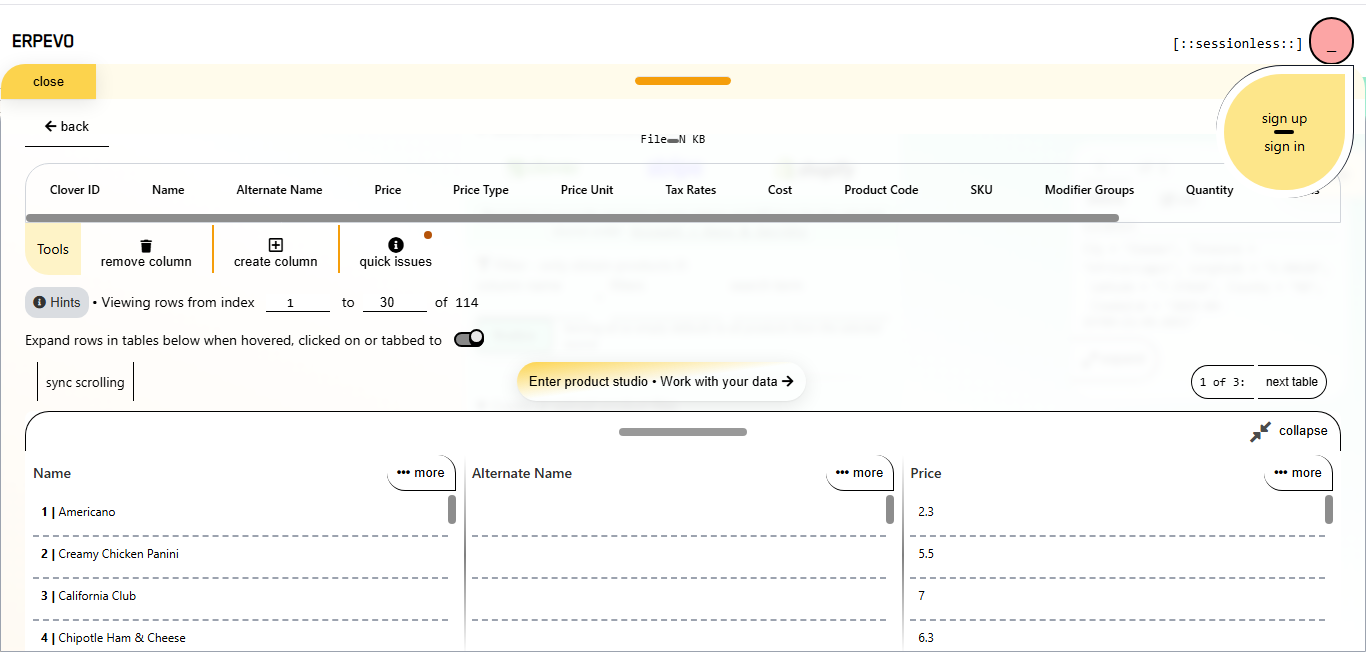 ERPEVO
[::sessionless::]
_
close
sign up
sign in
back
File N KB
Clover ID Name Alternate Name Price Price Type Price Unit Tax Rates Cost Product Code SKU Modifier Groups Quantity
Tools remove column create column quick issues
Hints • Viewing rows from index 1 to 30 of 114
Expand rows in tables below when hovered, clicked on or tabbed to
sync scrolling
Enter product studio • Work with your data →
1 of 3: next table
collapse
Name ••• more Alternate Name ••• more Price ••• more
1 | Americano 2.3
2 | Creamy Chicken Panini 5.5
3 | California Club 7
4 | Chipotle Ham & Cheese 6.3